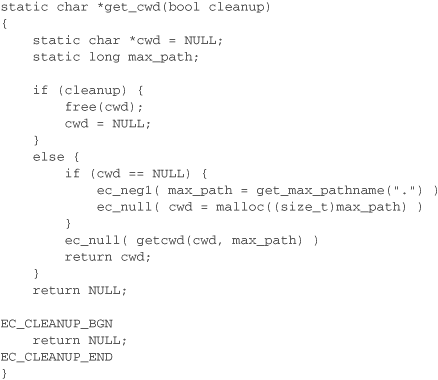 static char *get_cwd(bool cleanup)
{
    static char *cwd = NULL;
    static long max_path;

    if (cleanup) {
        free(cwd);
        cwd = NULL;
    }
    else {
        if (cwd == NULL) {
            ec_neg1( max_path = get_max_pathname(".") )
            ec_null( cwd = malloc((size_t)max_path) )
        }
        ec_null( getcwd(cwd, max_path) )
        return cwd;
    }
    return NULL;

EC_CLEANUP_BGN
    return NULL;
EC_CLEANUP_END
}